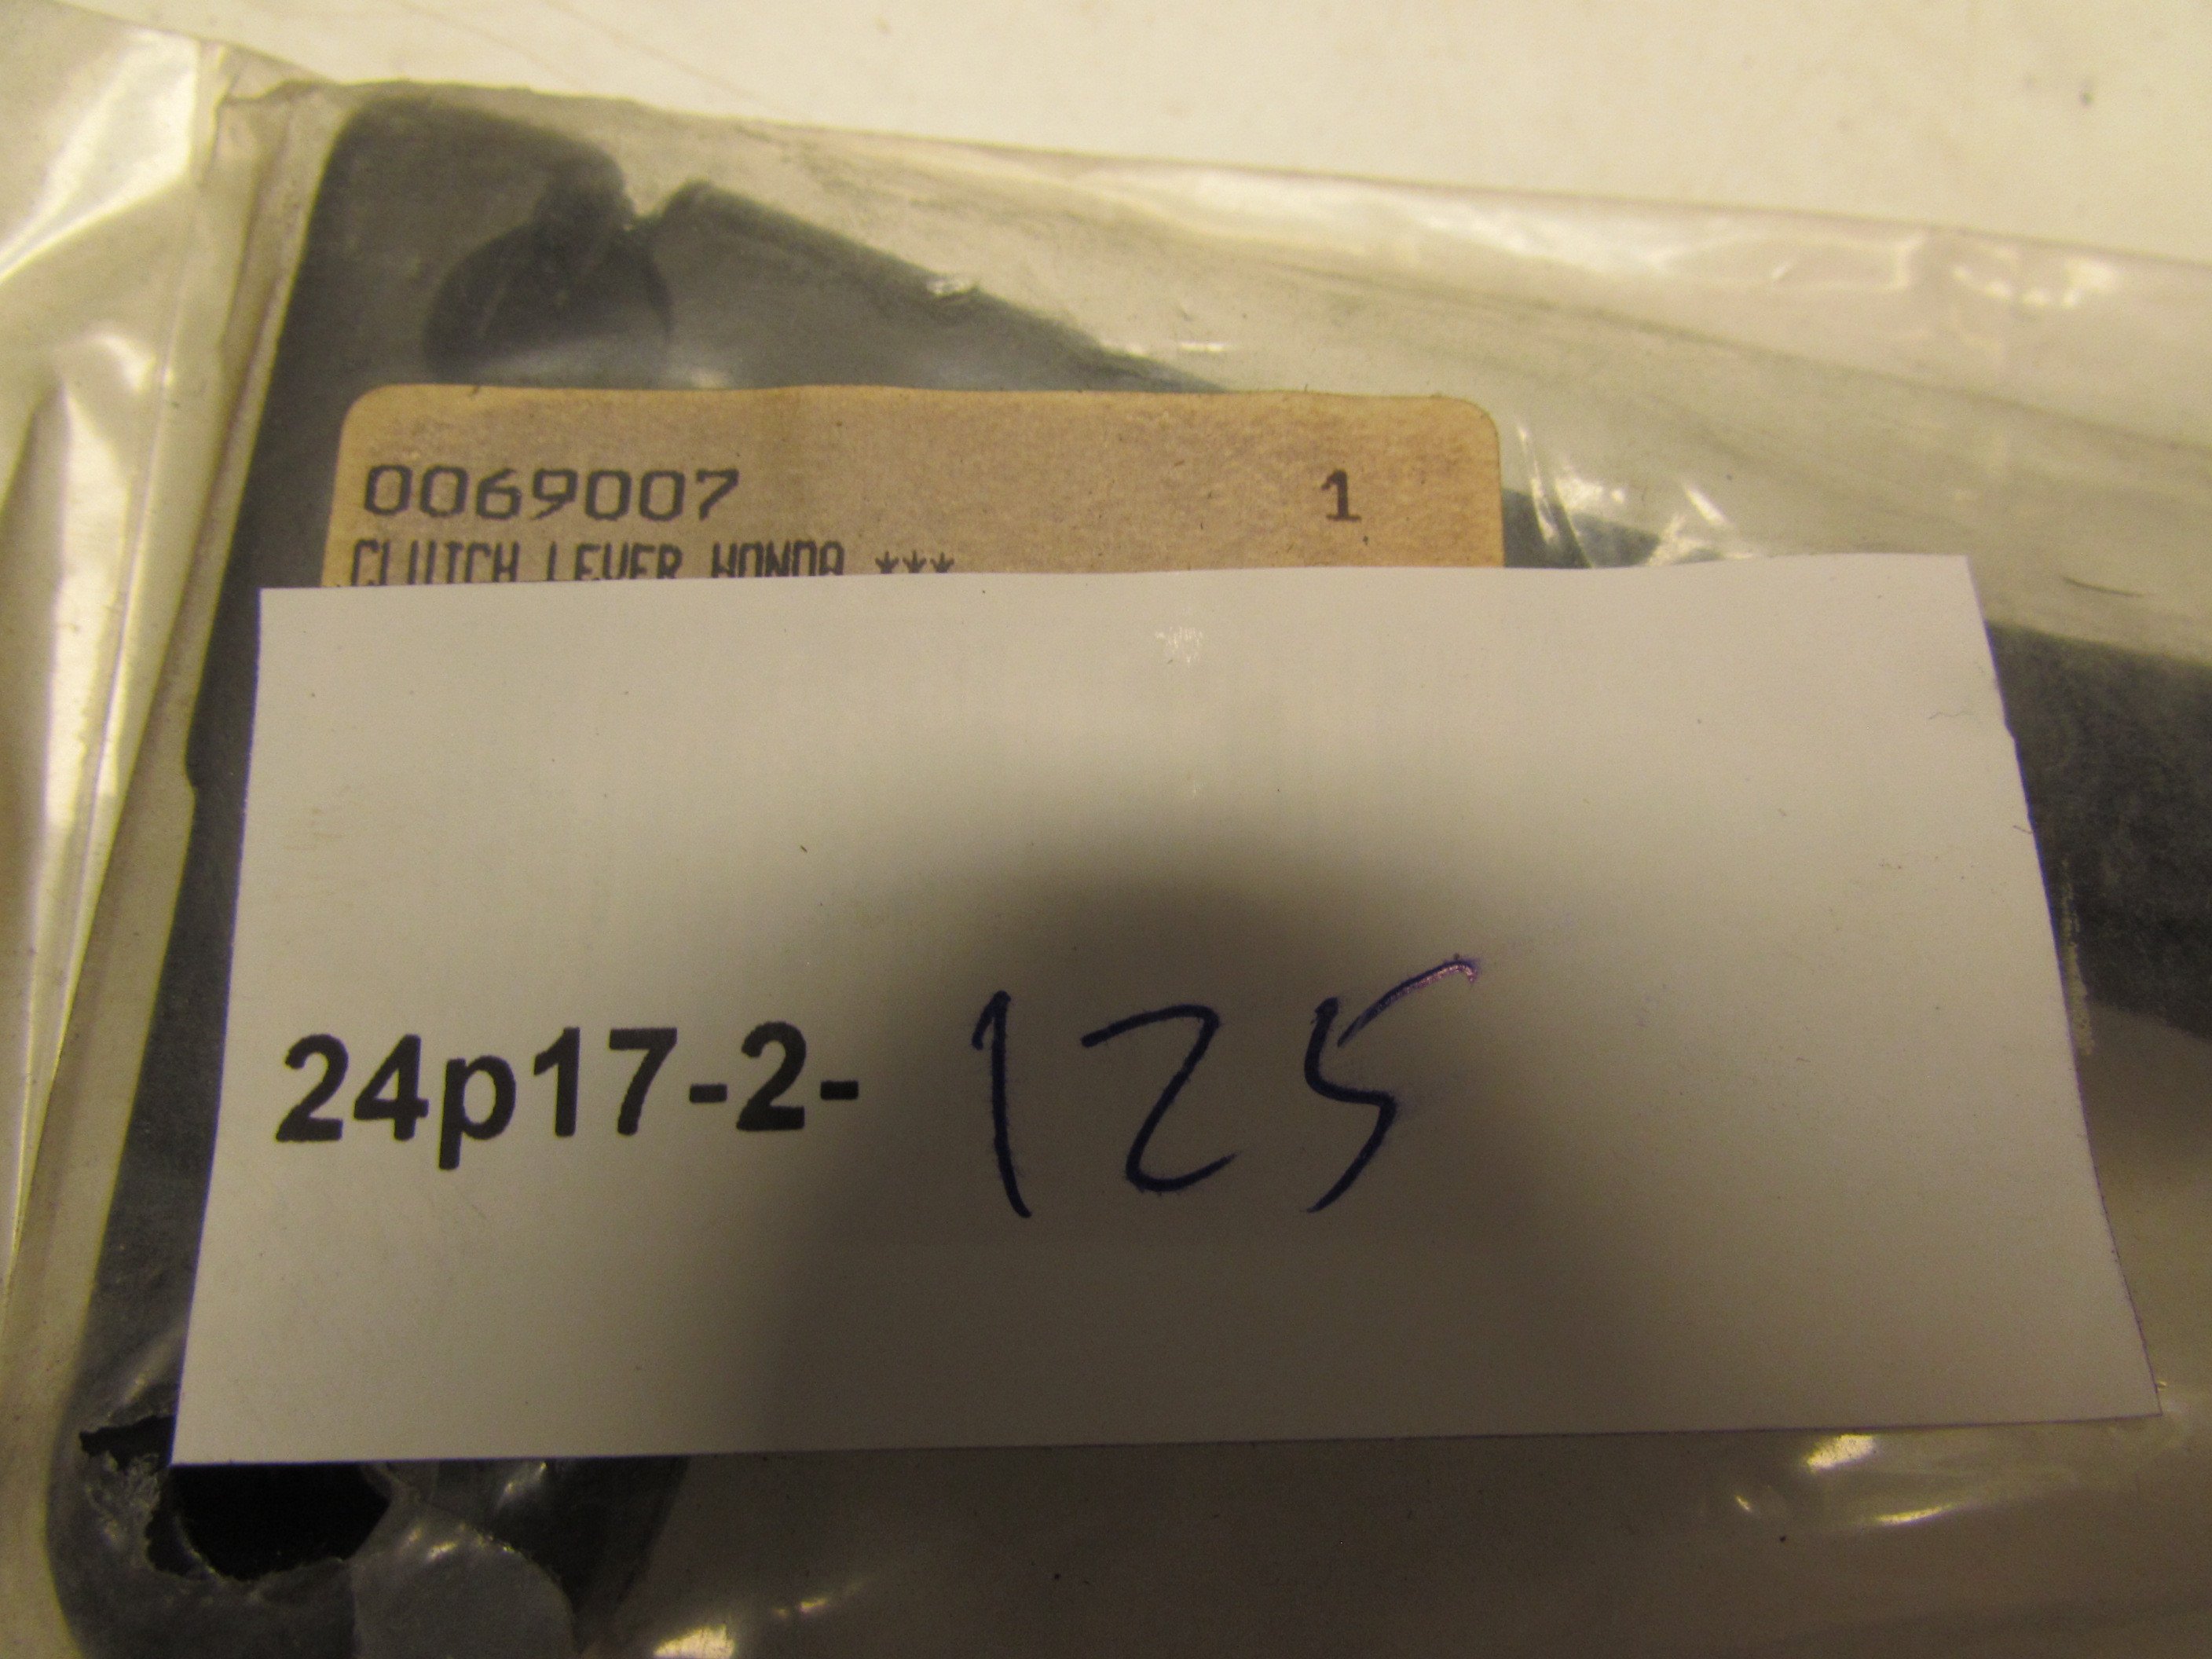 0069007 1
CLUTCH LEVER HONDA ***
24p17-2- 125